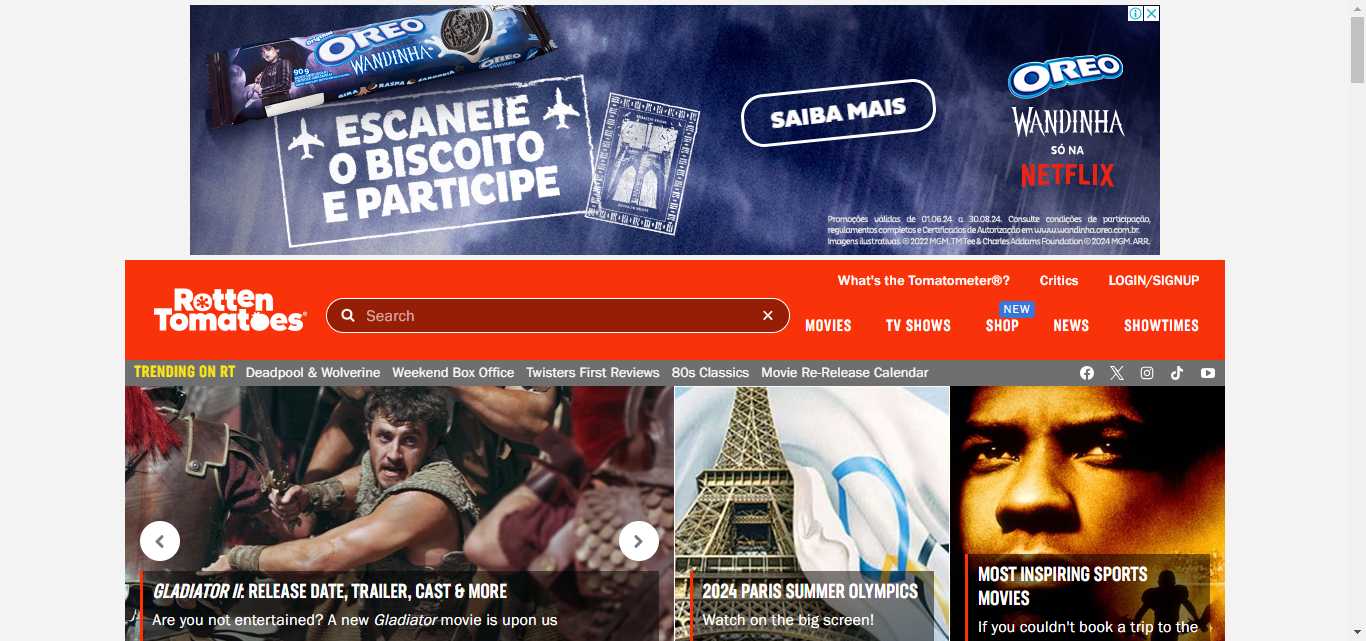 Original
OREO
WANDINHA
90g
OREO
ESCANEIE
O BISCOITO
E PARTICIPE
SAIBA MAIS
OREO
WANDINHA
SÓ NA
NETFLIX
Promoções válidas de 01.06.24 a 30.08.24. Consulte condições de participação,
regulamentos completos e Certificados de Autorização em www.wandinha.oreo.com.br.
Imagens ilustrativas. © 2022 MGM. TM Tee & Charles Addams Foundation © 2024 MGM. ARR.
What's the Tomatometer®?
Critics
LOGIN/SIGNUP
Rotten
Tomatoes®
Search
MOVIES
TV SHOWS
NEW
SHOP
NEWS
SHOWTIMES
TRENDING ON RT
Deadpool & Wolverine
Weekend Box Office
Twisters First Reviews
80s Classics
Movie Re-Release Calendar
GLADIATOR II: RELEASE DATE, TRAILER, CAST & MORE
Are you not entertained? A new Gladiator movie is upon us
2024 PARIS SUMMER OLYMPICS
Watch on the big screen!
MOST INSPIRING SPORTS
MOVIES
If you couldn't book a trip to the